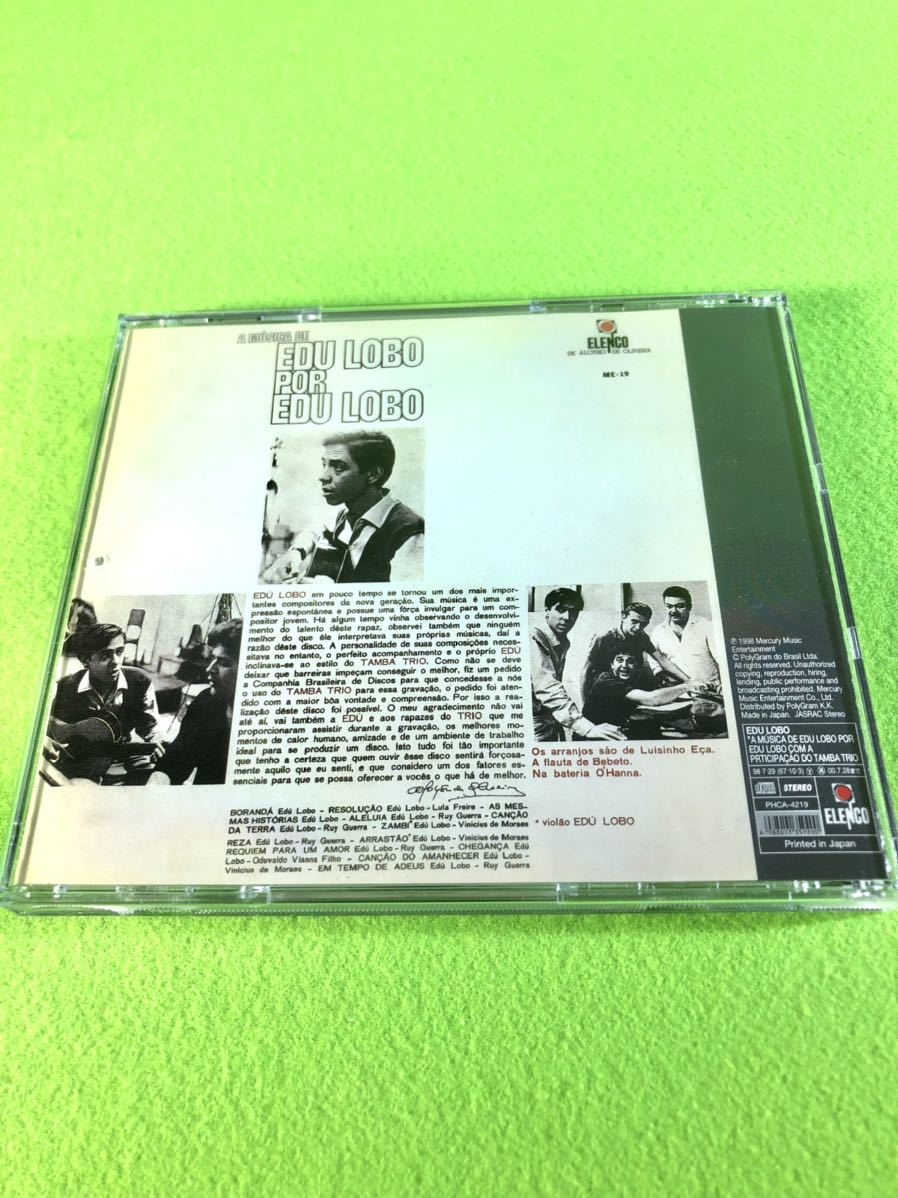 A MÚSICA DE
EDU LOBO
POR
EDU LOBO
ELENCO
DE ALOYSIO DE OLIVEIRA
ME-19
EDÚ LOBO em pouco tempo se tornou um dos mais impor-
tantes compositores da nova geração. Sua música é uma ex-
pressão espontânea e possue uma fôrça invulgar para um com-
positor jovem. Há algum tempo vinha observando o desenvolvi-
mento do talento dêste rapaz, observei também que ninguém
melhor do que êle interpretava suas próprias músicas, daí a
razão dêste disco. A personalidade de suas composições neces-
sitava no entanto, o perfeito acompanhamento e o próprio EDÚ
inclinava-se ao estilo do TAMBA TRIO. Como não se deve
deixar que barreiras impeçam conseguir o melhor, fiz um pedido
a Companhia Brasileira de Discos para que concedesse a nós
o uso do TAMBA TRIO para essa gravação, o pedido foi aten-
dido com a maior bôa vontade e compreensão. Por isso a rea-
lização dêste disco foi possível. O meu agradecimento não vai
até aí, vai também a EDÚ e aos rapazes do TRIO que me
proporcionaram assistir durante a gravação, os melhores mo-
mentos de calor humano, amizade e de um ambiente de trabalho
ideal para se produzir um disco. Isto tudo foi tão importante
que tenho a certeza que quem ouvir êsse disco sentirá forçosa-
mente aquilo que eu senti, e que considero um dos fatores es-
senciais para que se possa oferecer a vocês o que há de melhor.
Os arranjos são de Luisinho Eça.
A flauta de Bebeto.
Na bateria O'Hanna.
* violão EDÚ LOBO
BORANDÁ Edú Lobo - RESOLUÇÃO Edú Lobo - Lula Freire - AS MES-
MAS HISTÓRIAS Edú Lobo - ALELUIA Edú Lobo - Ruy Guerra - CANÇÃO
DA TERRA Edú Lobo - Ruy Guerra - ZAMBI* Edú Lobo - Vinicius de Moraes
REZA Edú Lobo - Ruy Guerra - ARRASTÃO* Edú Lobo - Vinicius de Moraes
REQUIEM PARA UM AMOR Edú Lobo - Ruy Guerra - CHEGANÇA Edú
Lobo - Oduvaldo Vianna Filho - CANÇÃO DO AMANHECER Edú Lobo -
Vinicius de Moraes - EM TEMPO DE ADEUS Edú Lobo - Ruy Guerra
℗ 1998 Mercury Music
Entertainment
© PolyGram do Brasil Ltda.
All rights reserved. Unauthorized
copying, reproduction, hiring,
lending, public performance and
broadcasting prohibited. Mercury
Music Entertainment Co., Ltd.
Distributed by PolyGram K.K.
Made in Japan. JASRAC Stereo
EDU LOBO
"A MÚSICA DE EDU LOBO POR
EDU LOBO ÇOM A
PRTICIPAÇÃO DO TAMBA TRIO
98·7·29 (67·10·3) 00·7·28まで
STEREO
PHCA-4219
ELENCO
Printed in Japan